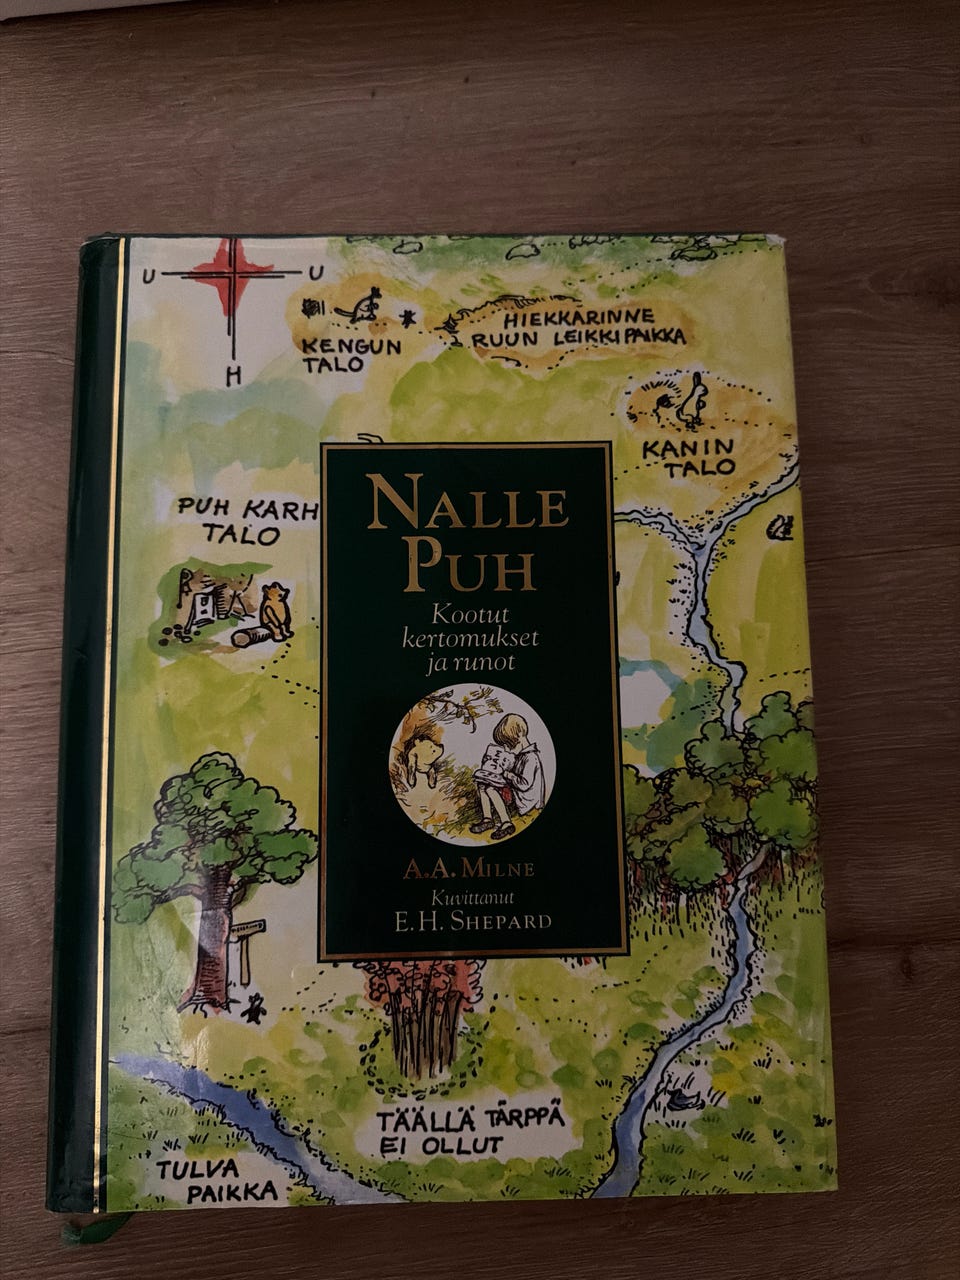 U U
H
KENGUN
TALO
HIEKKARINNE
RUUN LEIKKIPAIKKA
KANIN
TALO
PUH KARH
TALO
NALLE
PUH
Kootut
kertomukset
ja runot
A.A. MILNE
Kuvittanut
E.H. SHEPARD
TÄÄLLÄ TÄRPPÄ
EI OLLUT
TULVA
PAIKKA